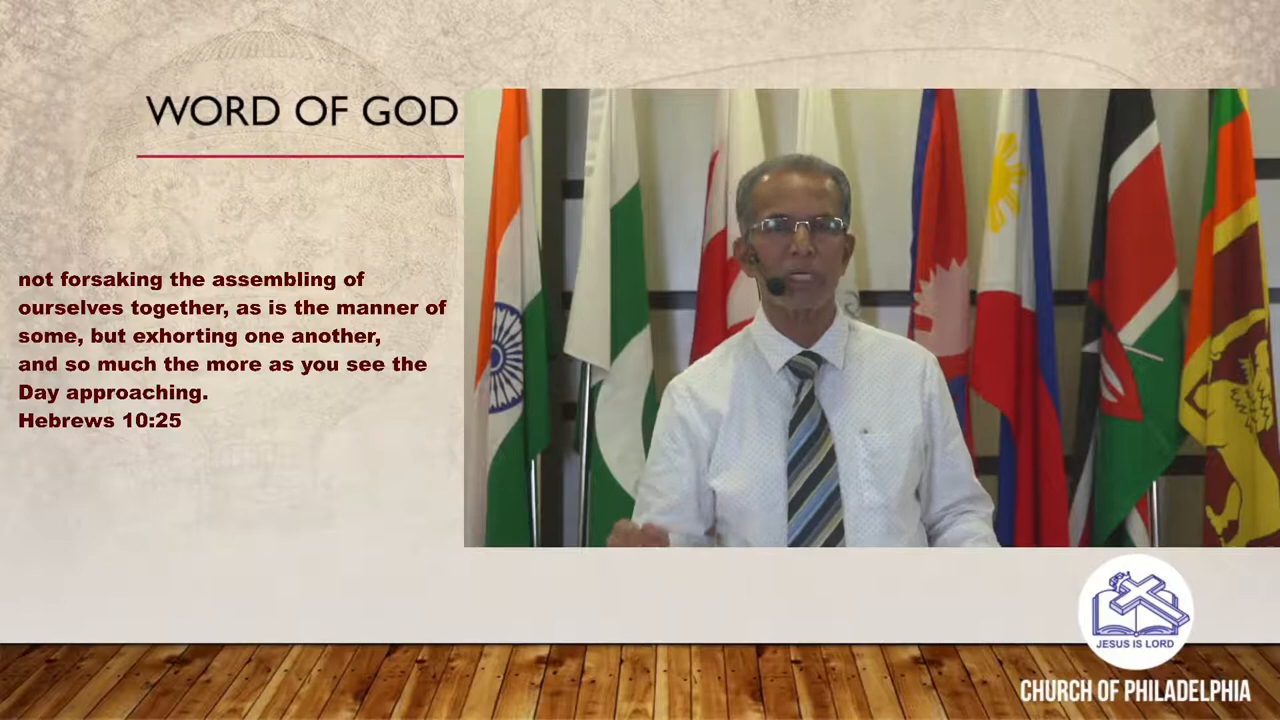 WORD OF GOD
not forsaking the assembling of
ourselves together, as is the manner of
some, but exhorting one another,
and so much the more as you see the
Day approaching.
Hebrews 10:25
JESUS IS LORD
CHURCH OF PHILADELPHIA